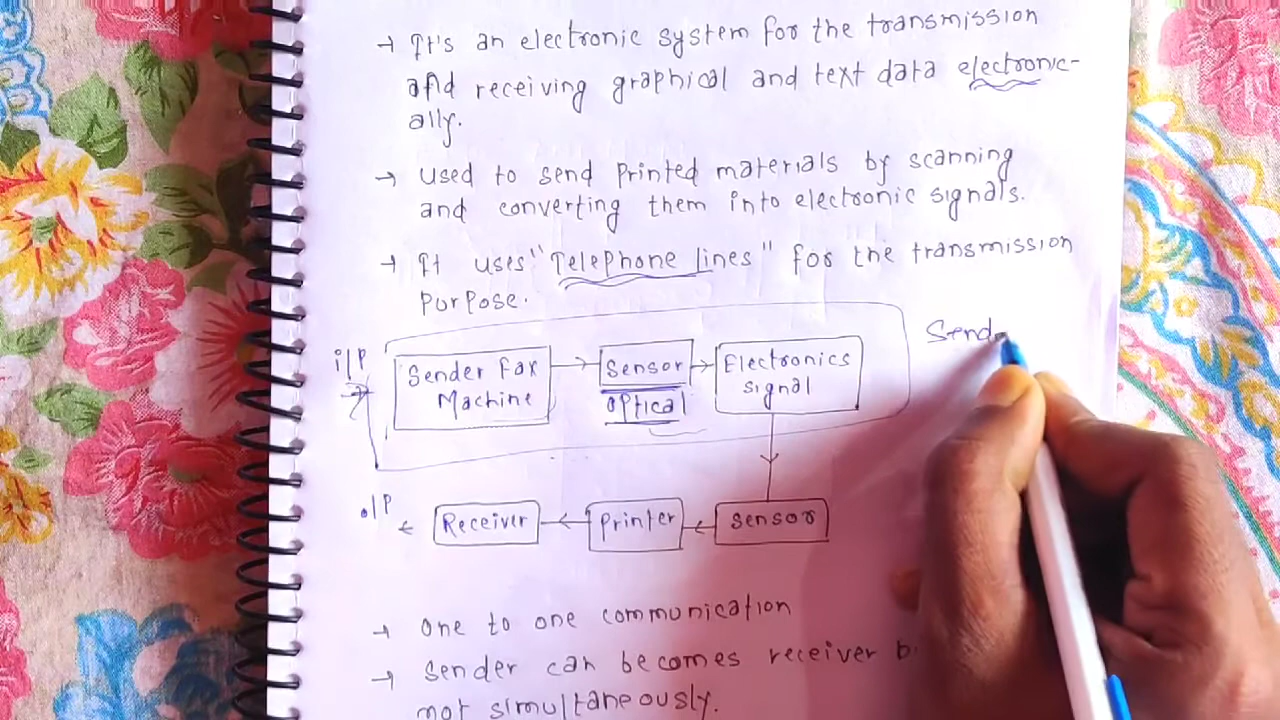 → It's an electronic system for the transmission
and receiving graphical and text data electronic-
ally.
→ used to send printed materials by scanning
and converting them into electronic signals.
→ It uses "Telephone lines" for the transmission
purpose.
i/p
Sender Fax
Machine
Sensor
optical
Electronics
signal
Sende
o/p
Receiver
Printer
sensor
→ one to one communication
→ sender can becomes receiver b
not simultaneously.